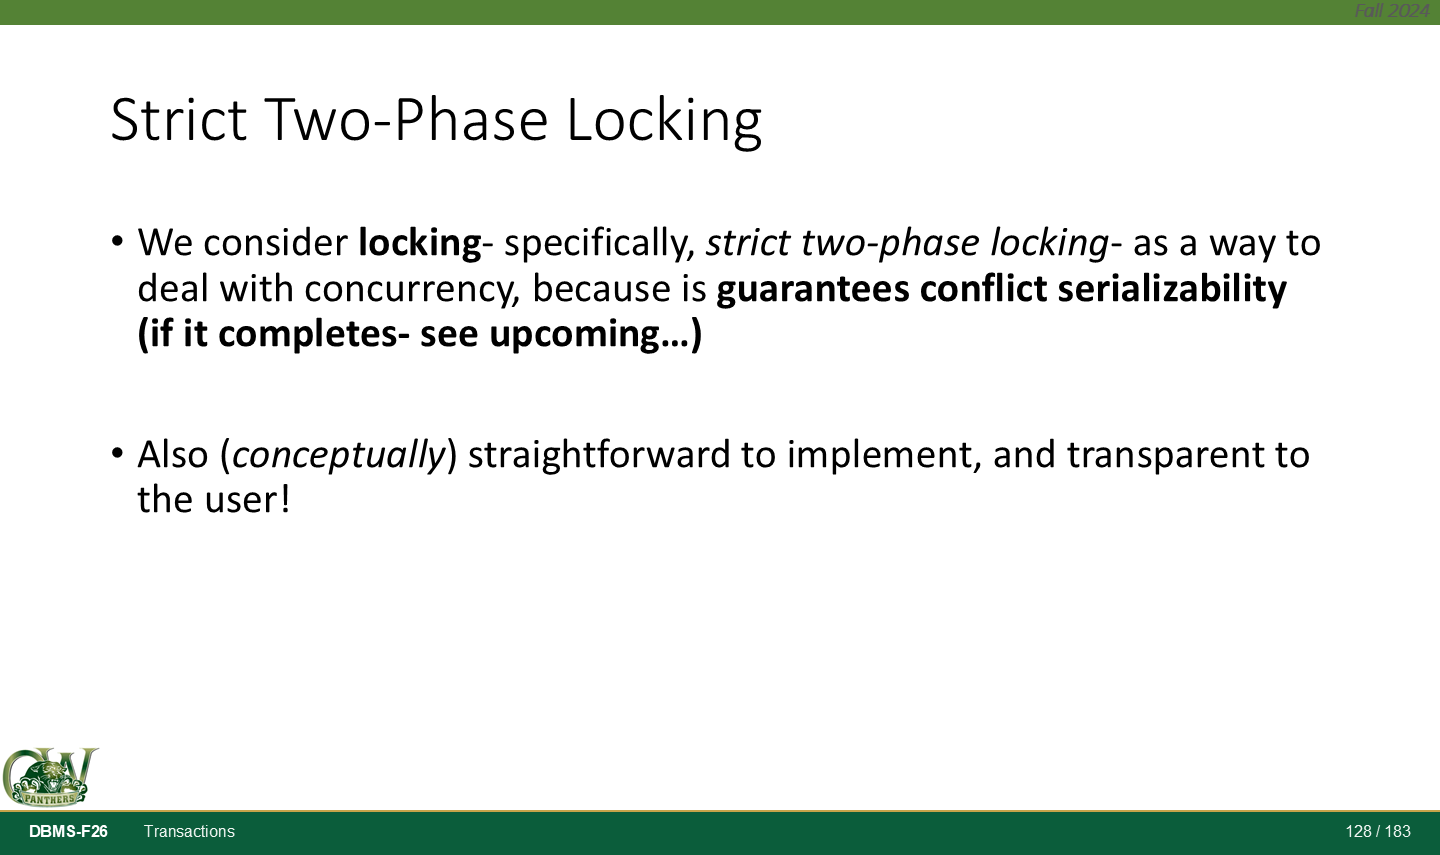 Fall 2024
Strict Two-Phase Locking
• We consider locking- specifically, strict two-phase locking- as a way to
deal with concurrency, because is guarantees conflict serializability
(if it completes- see upcoming…)
• Also (conceptually) straightforward to implement, and transparent to
the user!
OW
PANTHERS
DBMS-F26 Transactions 128 / 183